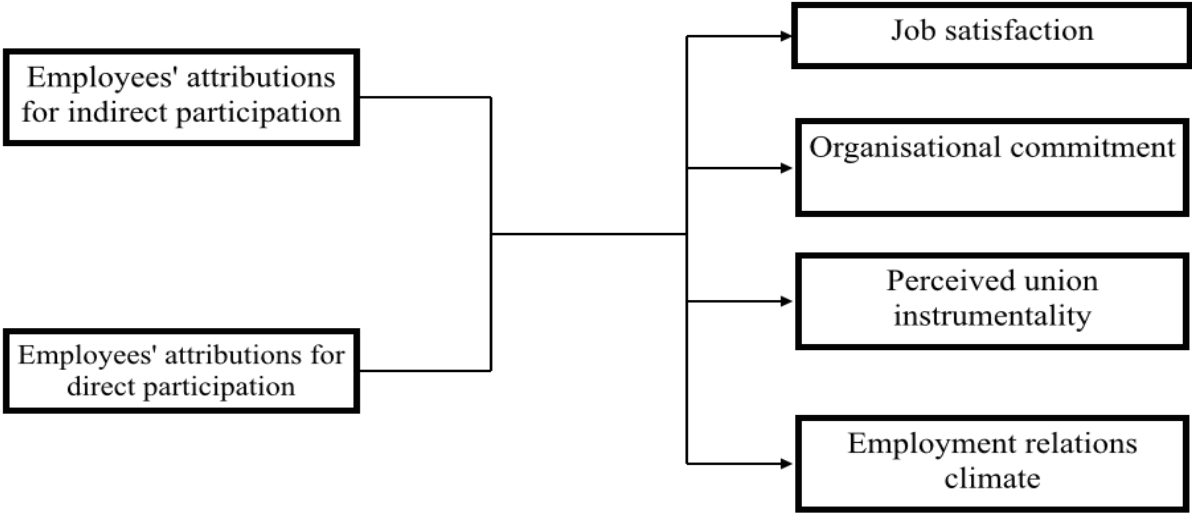 Employees' attributions
for indirect participation
Employees' attributions for
direct participation
Job satisfaction
Organisational commitment
Perceived union
instrumentality
Employment relations
climate